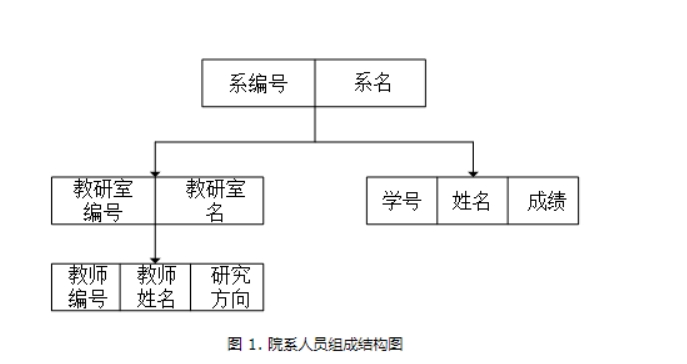 系编号 系名
教研室 教研室
编号 名
学号 姓名 成绩
教师 教师 研究
编号 姓名 方向
图 1. 院系人员组成结构图